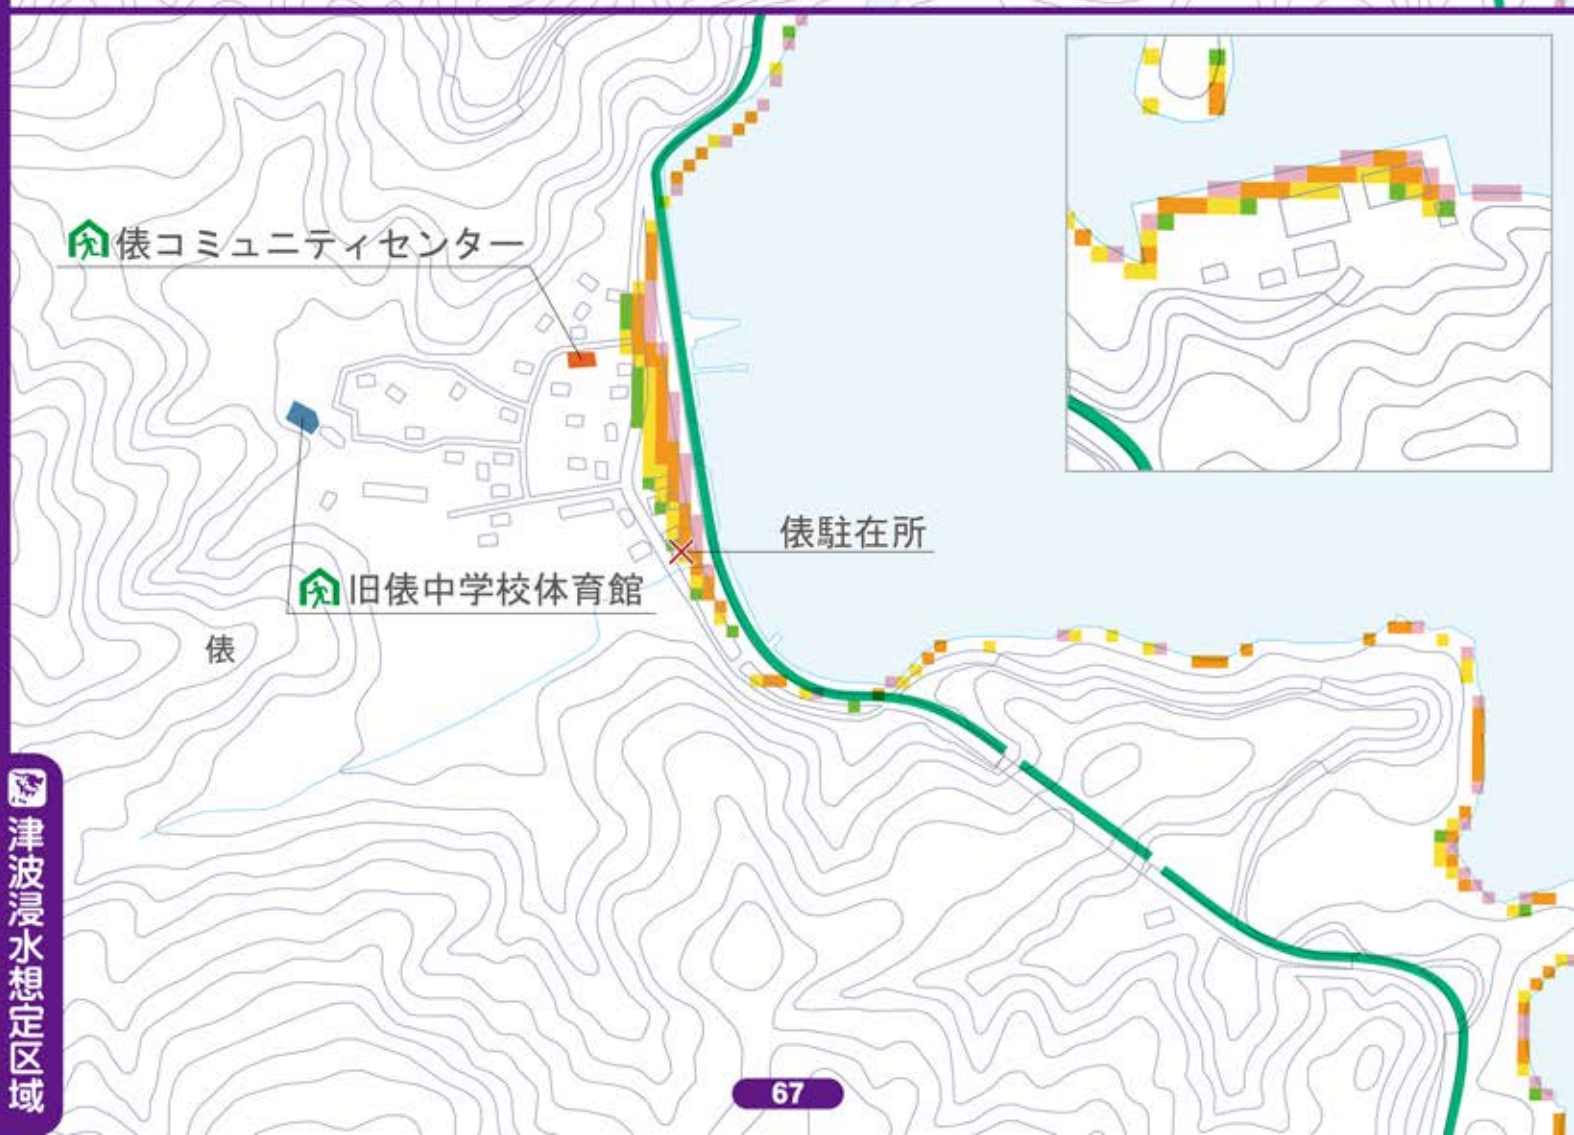 俵コミュニティセンター
俵駐在所
旧俵中学校体育館
俵
津波浸水想定区域
67